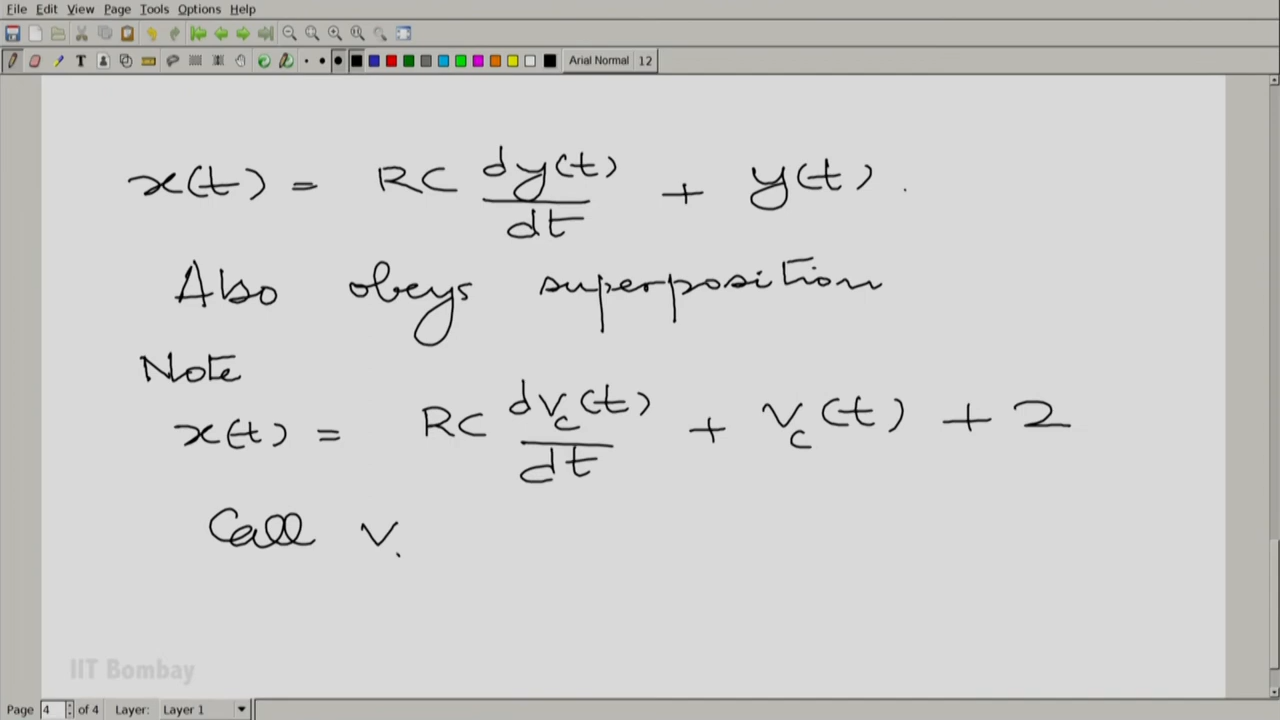 File Edit View Page Tools Options Help
Arial Normal 12
x(t) = RC dy(t)/dt + y(t).
Also obeys superposition
Note
x(t) = RC dv_c(t)/dt + v_c(t) + 2
Call v
IIT Bombay
Page 4 of 4 Layer: Layer 1